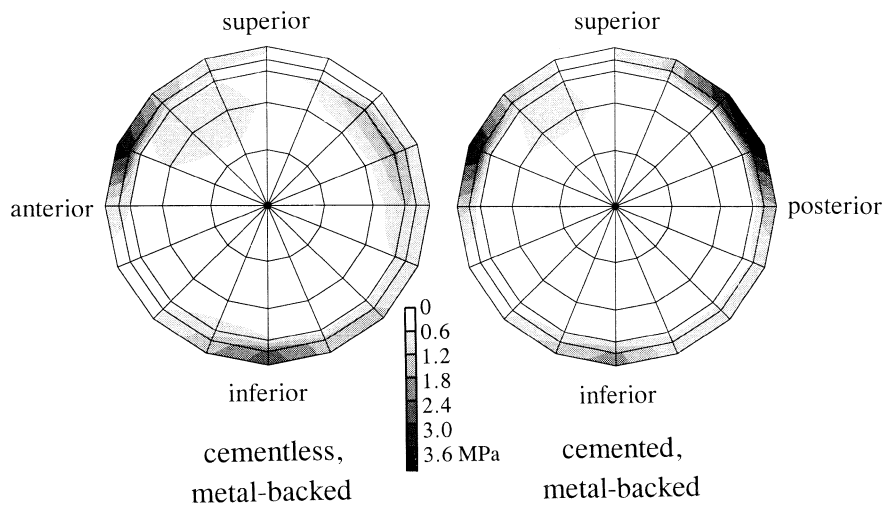 superior
superior
anterior
posterior
0
0.6
1.2
1.8
2.4
3.0
3.6 MPa
inferior
inferior
cementless,
metal-backed
cemented,
metal-backed